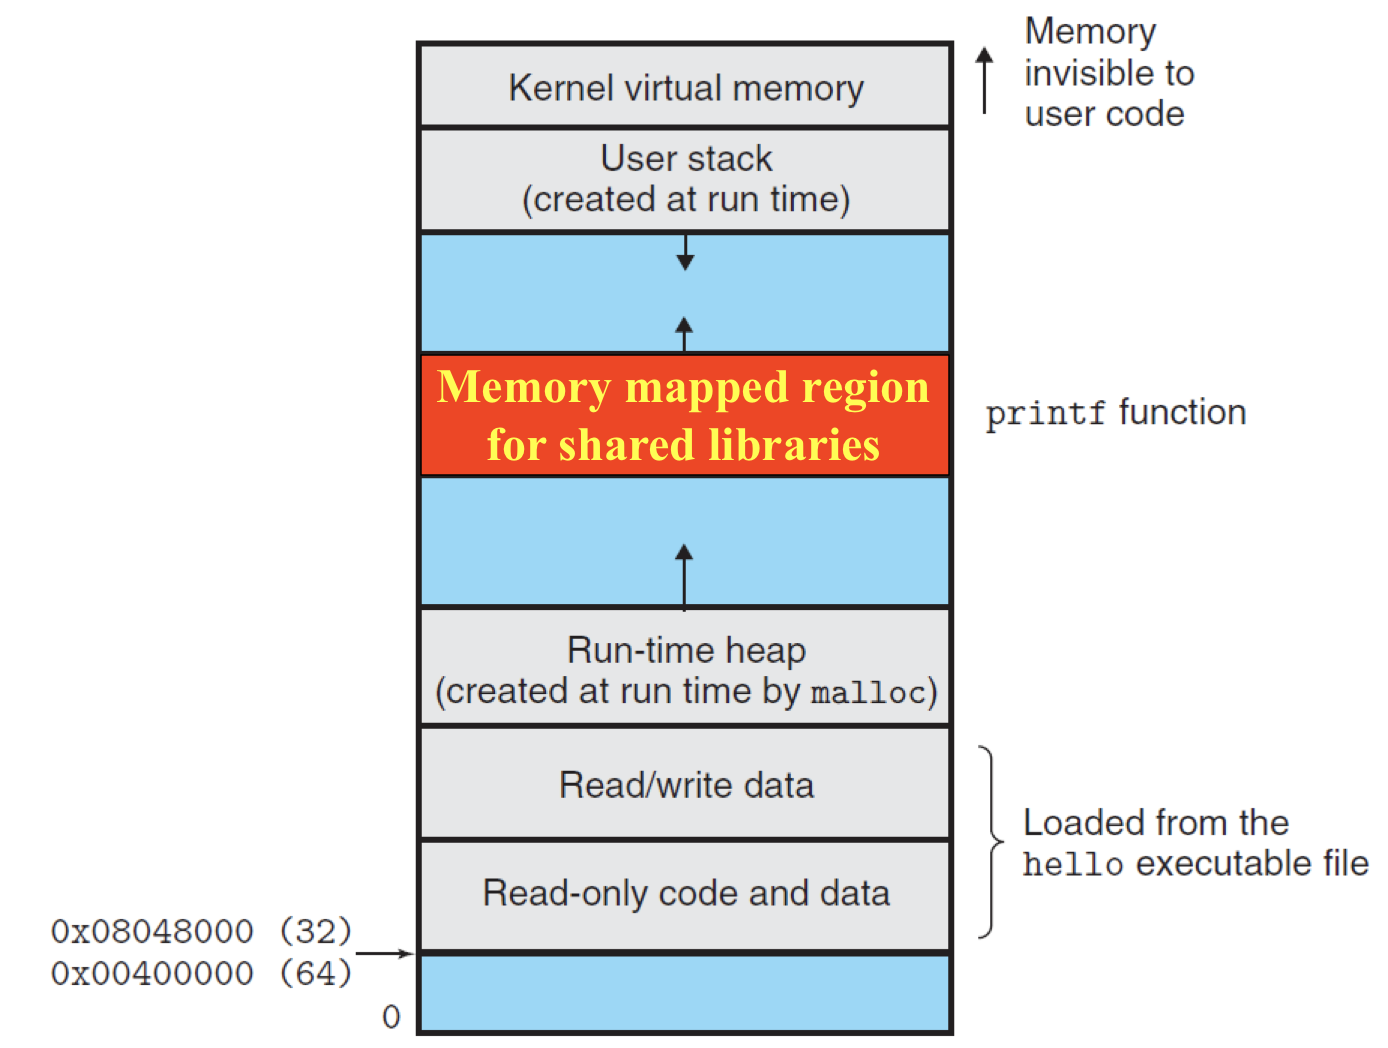 Memory
invisible to
user code
Kernel virtual memory
User stack
(created at run time)
Memory mapped region
for shared libraries
printf function
Run-time heap
(created at run time by malloc)
Read/write data
Loaded from the
hello executable file
Read-only code and data
0x08048000 (32)
0x00400000 (64)
0